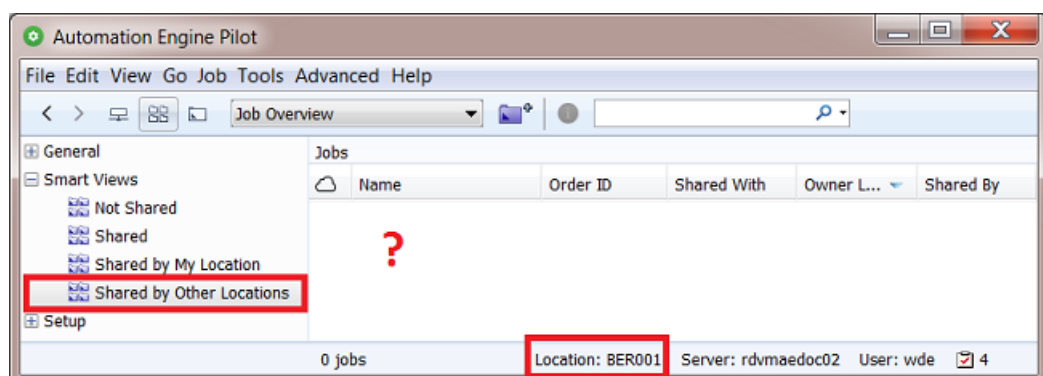 Automation Engine Pilot
File Edit View Go Job Tools Advanced Help
Job Overview
General
Jobs
Smart Views
Name Order ID Shared With Owner L... Shared By
Not Shared
Shared
?
Shared by My Location
Shared by Other Locations
Setup
0 jobs Location: BER001 Server: rdvmaedoc02 User: wde 4